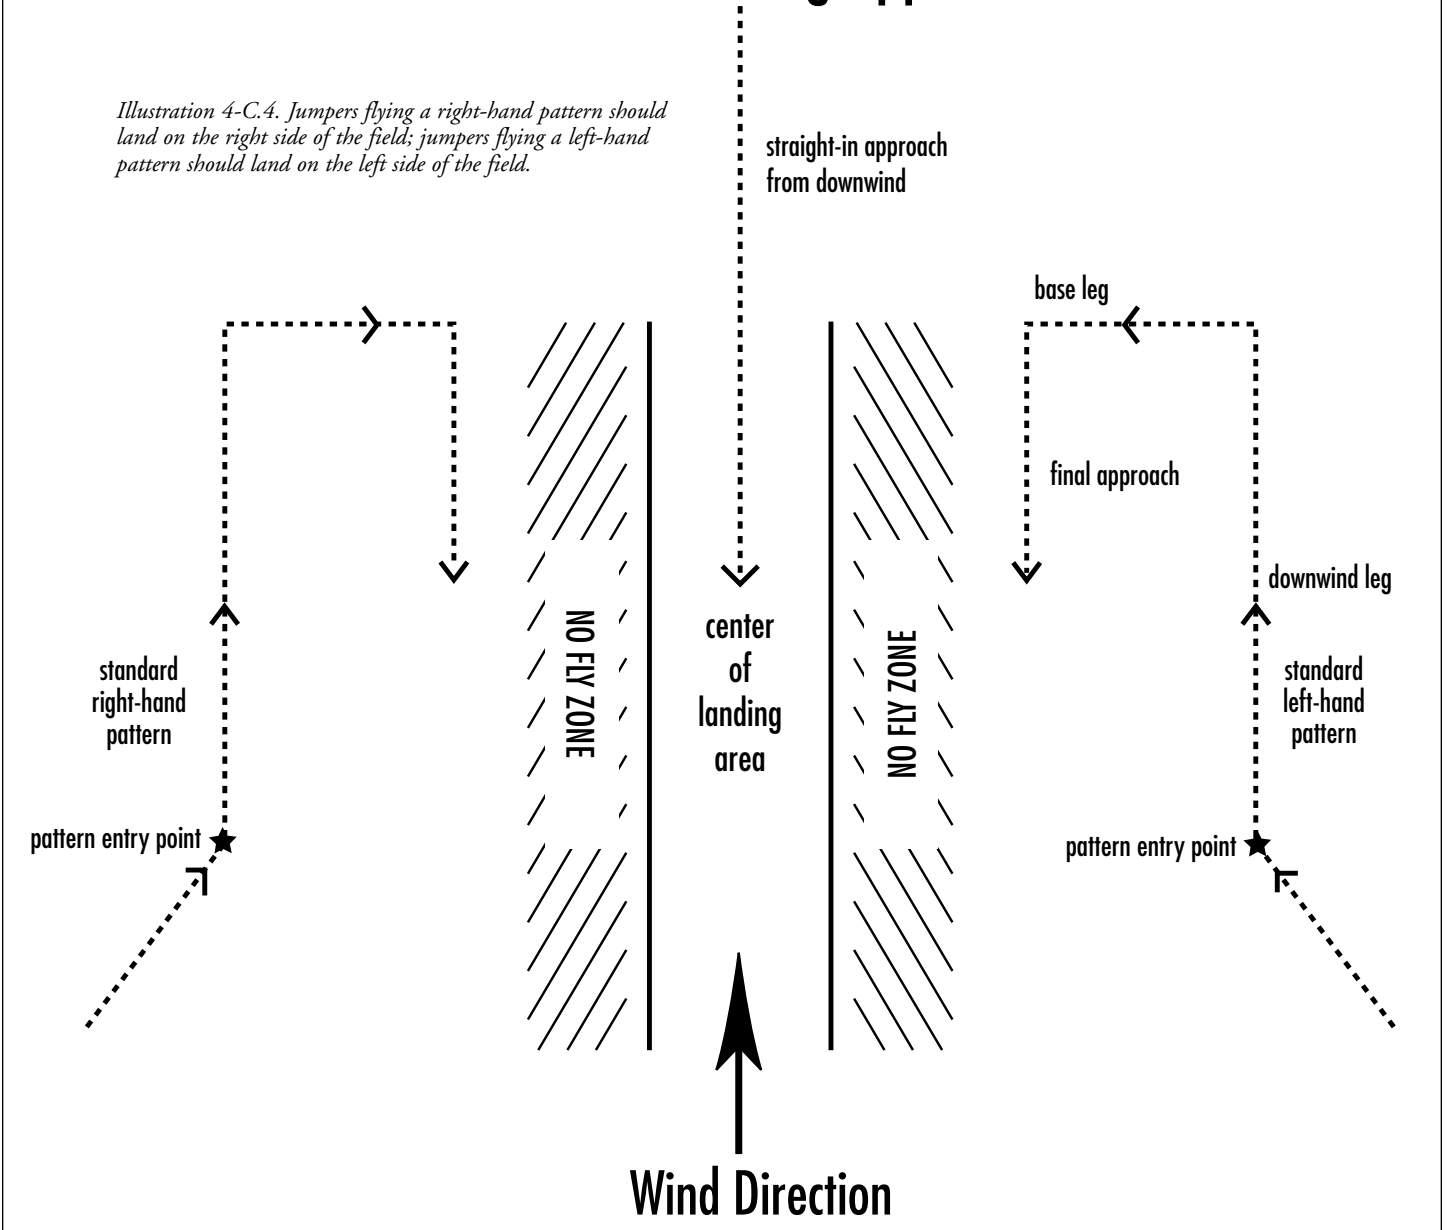 Illustration 4-C.4. Jumpers flying a right-hand pattern should
land on the right side of the field; jumpers flying a left-hand
pattern should land on the left side of the field.
straight-in approach
from downwind
base leg
final approach
downwind leg
standard
right-hand
pattern
NO FLY ZONE
center
of
landing
area
NO FLY ZONE
standard
left-hand
pattern
pattern entry point
pattern entry point
Wind Direction